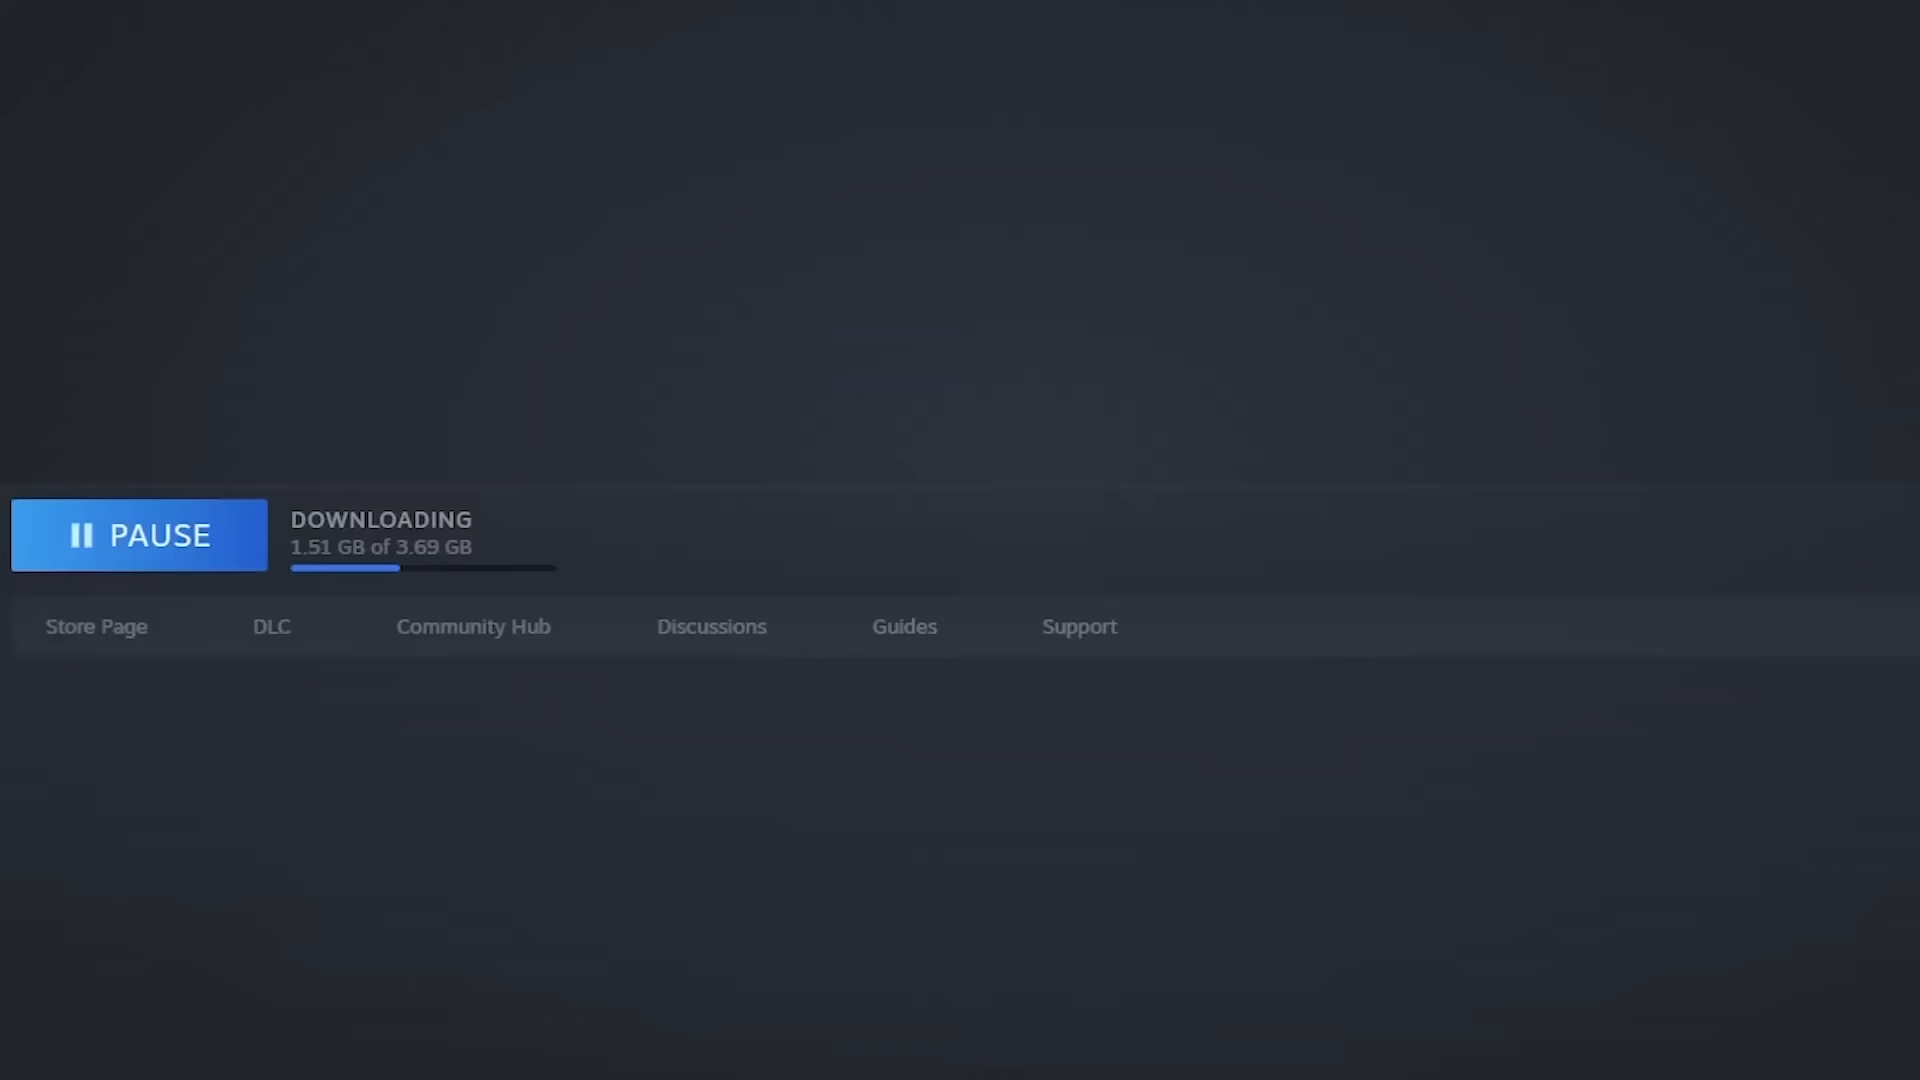 PAUSE
DOWNLOADING
1.51 GB of 3.69 GB
Store Page DLC Community Hub Discussions Guides Support